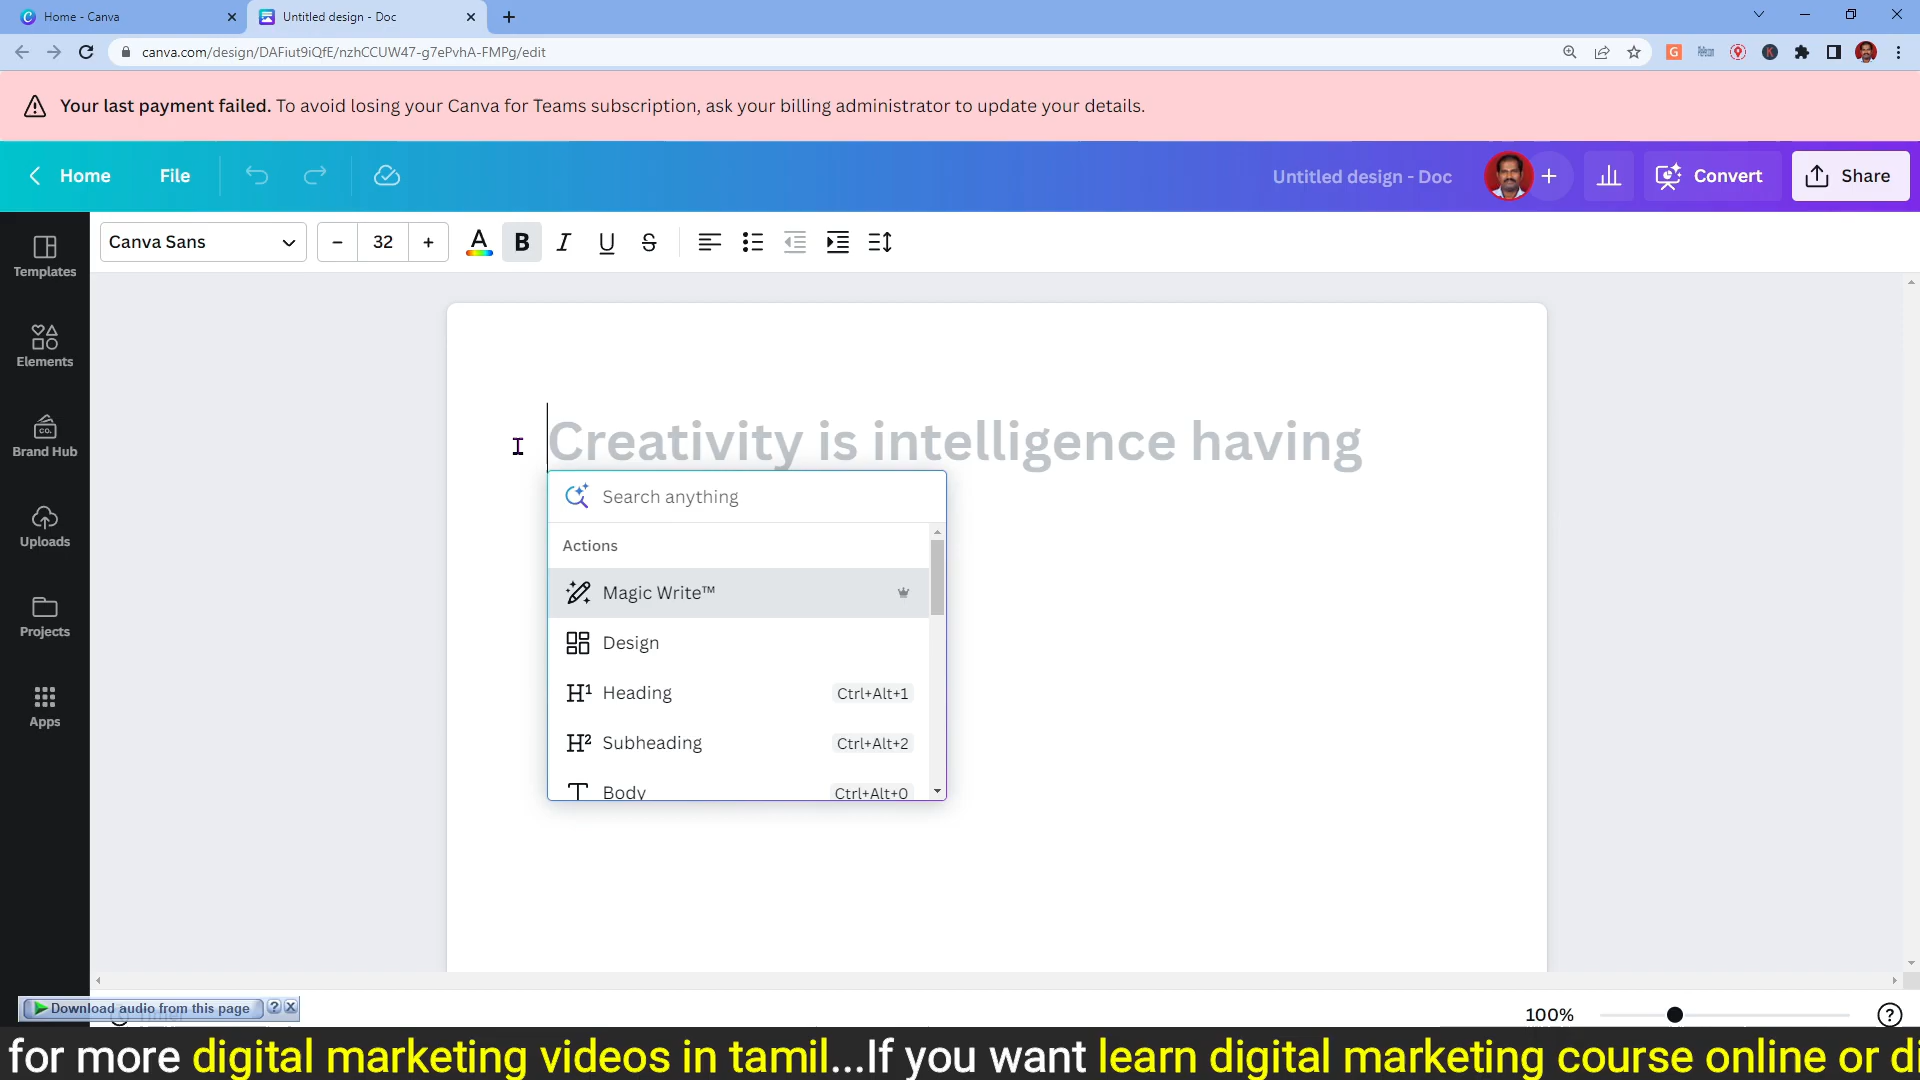 Home - Canva
Untitled design - Doc
canva.com/design/DAFiut9iQfE/nzhCCUW47-g7ePvhA-FMPg/edit
Your last payment failed. To avoid losing your Canva for Teams subscription, ask your billing administrator to update your details.
Home
File
Untitled design - Doc
Convert
Share
Canva Sans
32
Templates
Elements
Brand Hub
Uploads
Projects
Apps
Creativity is intelligence having
Search anything
Actions
Magic Write™
Design
H¹ Heading Ctrl+Alt+1
H² Subheading Ctrl+Alt+2
Body Ctrl+Alt+0
Download audio from this page
100%
for more digital marketing videos in tamil...If you want learn digital marketing course online or di